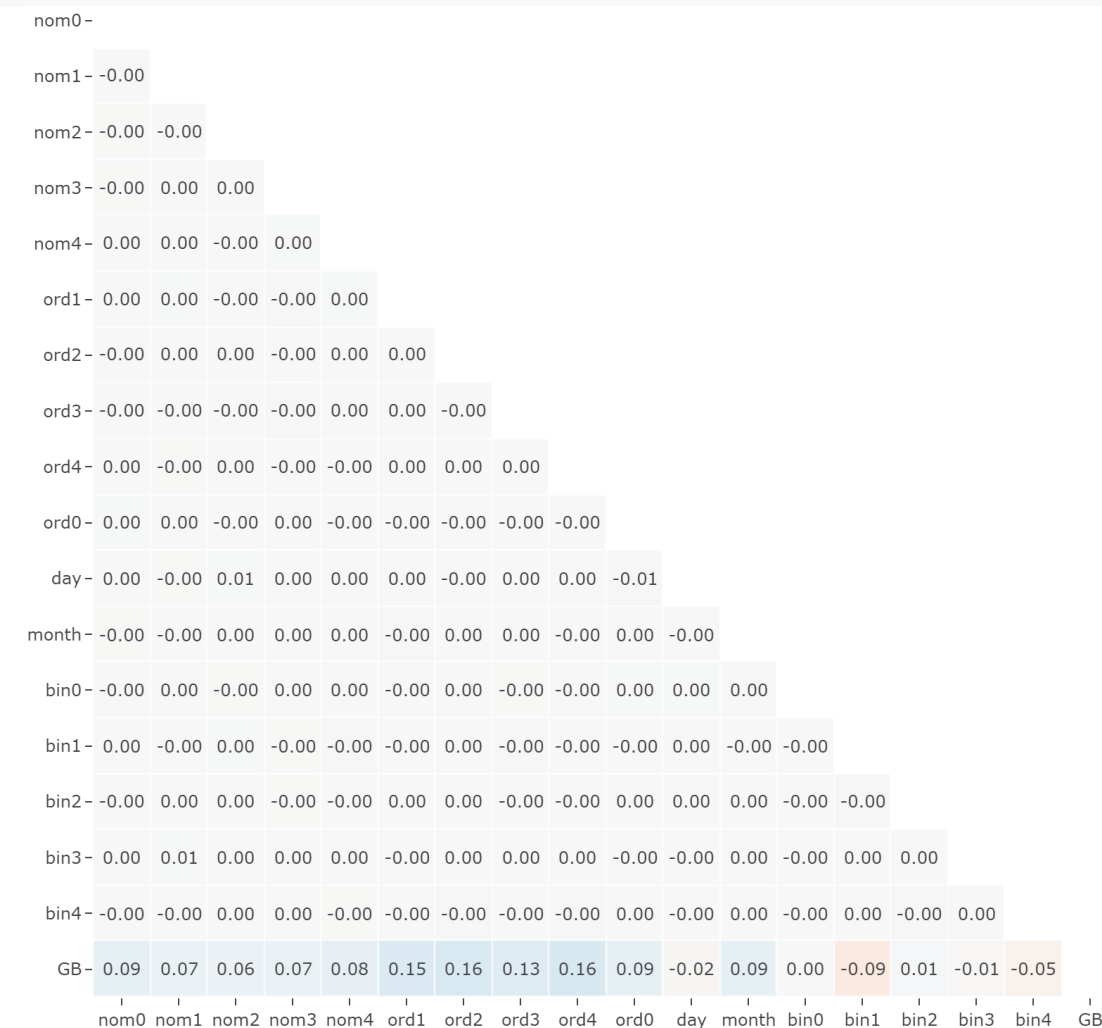 nom0
nom1 -0.00
nom2 -0.00 -0.00
nom3 -0.00 0.00 0.00
nom4 0.00 0.00 -0.00 0.00
ord1 0.00 0.00 -0.00 -0.00 0.00
ord2 -0.00 0.00 0.00 -0.00 0.00 0.00
ord3 -0.00 -0.00 -0.00 -0.00 0.00 0.00 -0.00
ord4 0.00 -0.00 0.00 -0.00 -0.00 0.00 0.00 0.00
ord0 0.00 0.00 -0.00 0.00 -0.00 -0.00 -0.00 -0.00 -0.00
day 0.00 -0.00 0.01 0.00 0.00 0.00 -0.00 0.00 0.00 -0.01
month -0.00 -0.00 0.00 0.00 0.00 -0.00 0.00 0.00 -0.00 0.00 -0.00
bin0 -0.00 0.00 -0.00 0.00 0.00 -0.00 0.00 -0.00 -0.00 0.00 0.00 0.00
bin1 0.00 -0.00 0.00 -0.00 -0.00 -0.00 0.00 -0.00 -0.00 -0.00 0.00 -0.00 -0.00
bin2 -0.00 0.00 0.00 -0.00 -0.00 0.00 0.00 -0.00 -0.00 0.00 0.00 0.00 -0.00 -0.00
bin3 0.00 0.01 0.00 0.00 0.00 -0.00 0.00 0.00 0.00 -0.00 -0.00 0.00 -0.00 0.00 0.00
bin4 -0.00 -0.00 0.00 0.00 -0.00 -0.00 -0.00 -0.00 -0.00 0.00 -0.00 0.00 -0.00 0.00 -0.00 0.00
GB 0.09 0.07 0.06 0.07 0.08 0.15 0.16 0.13 0.16 0.09 -0.02 0.09 0.00 -0.09 0.01 -0.01 -0.05
nom0 nom1 nom2 nom3 nom4 ord1 ord2 ord3 ord4 ord0 day month bin0 bin1 bin2 bin3 bin4 GB